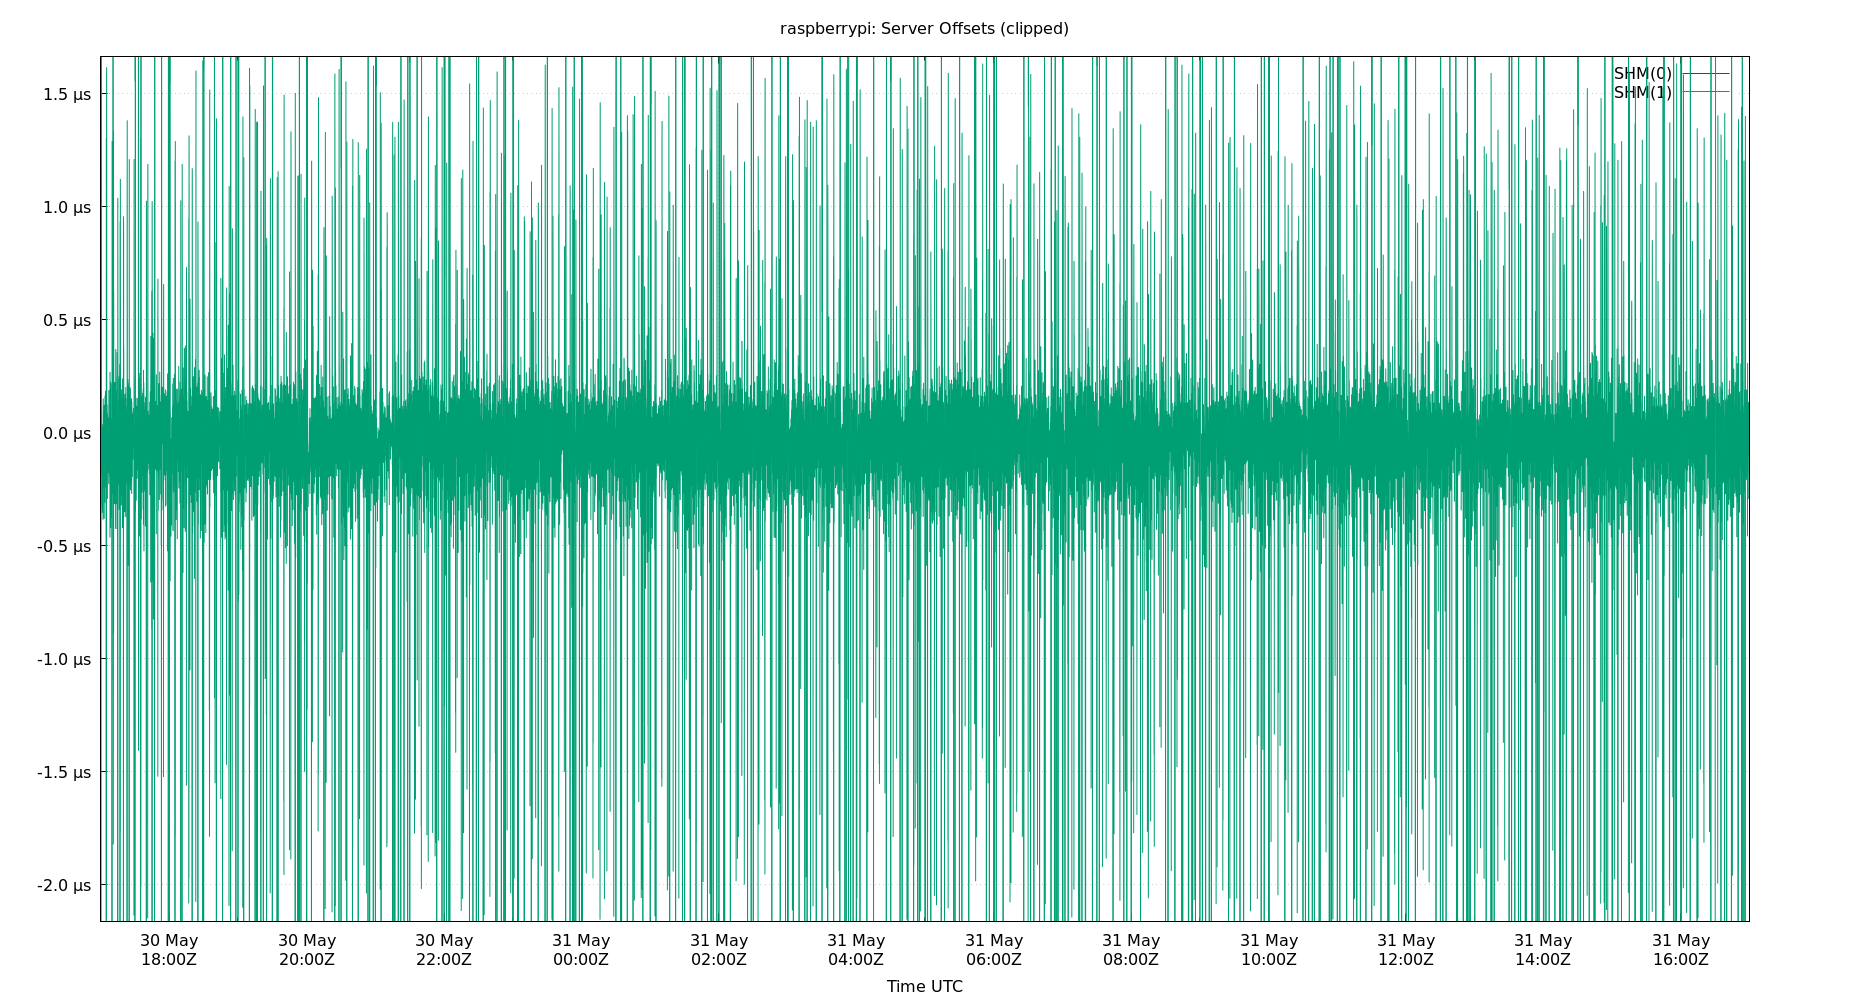 raspberrypi: Server Offsets (clipped)
SHM(0)
SHM(1)
1.5 μs
1.0 μs
0.5 μs
0.0 μs
-0.5 μs
-1.0 μs
-1.5 μs
-2.0 μs
30 May 30 May 30 May 31 May 31 May 31 May 31 May 31 May 31 May 31 May 31 May 31 May
18:00Z 20:00Z 22:00Z 00:00Z 02:00Z 04:00Z 06:00Z 08:00Z 10:00Z 12:00Z 14:00Z 16:00Z
Time UTC